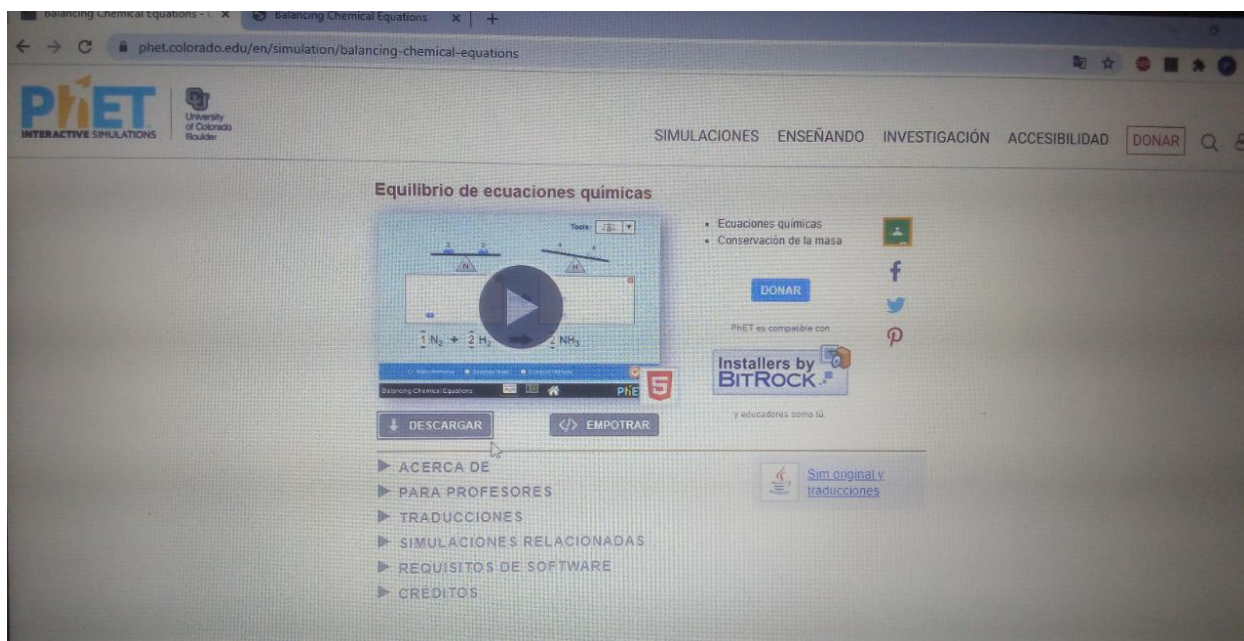 Balancing Chemical Equations - C
Balancing Chemical Equations
phet.colorado.edu/en/simulation/balancing-chemical-equations
PhET
INTERACTIVE SIMULATIONS
CU
University
of Colorado
Boulder
SIMULACIONES ENSEÑANDO INVESTIGACIÓN ACCESIBILIDAD DONAR
Equilibrio de ecuaciones químicas
Tools
N
H
1 N₂ + 2 H₂ NH₃
Balancing Chemical Equations
PhE
5
Ecuaciones químicas
Conservación de la masa
DONAR
PhET es compatible con
Installers by
BITROCK
y educadores como tú.
DESCARGAR
</> EMPOTRAR
ACERCA DE
PARA PROFESORES
TRADUCCIONES
SIMULACIONES RELACIONADAS
REQUISITOS DE SOFTWARE
CRÉDITOS
Sim original y
traducciones